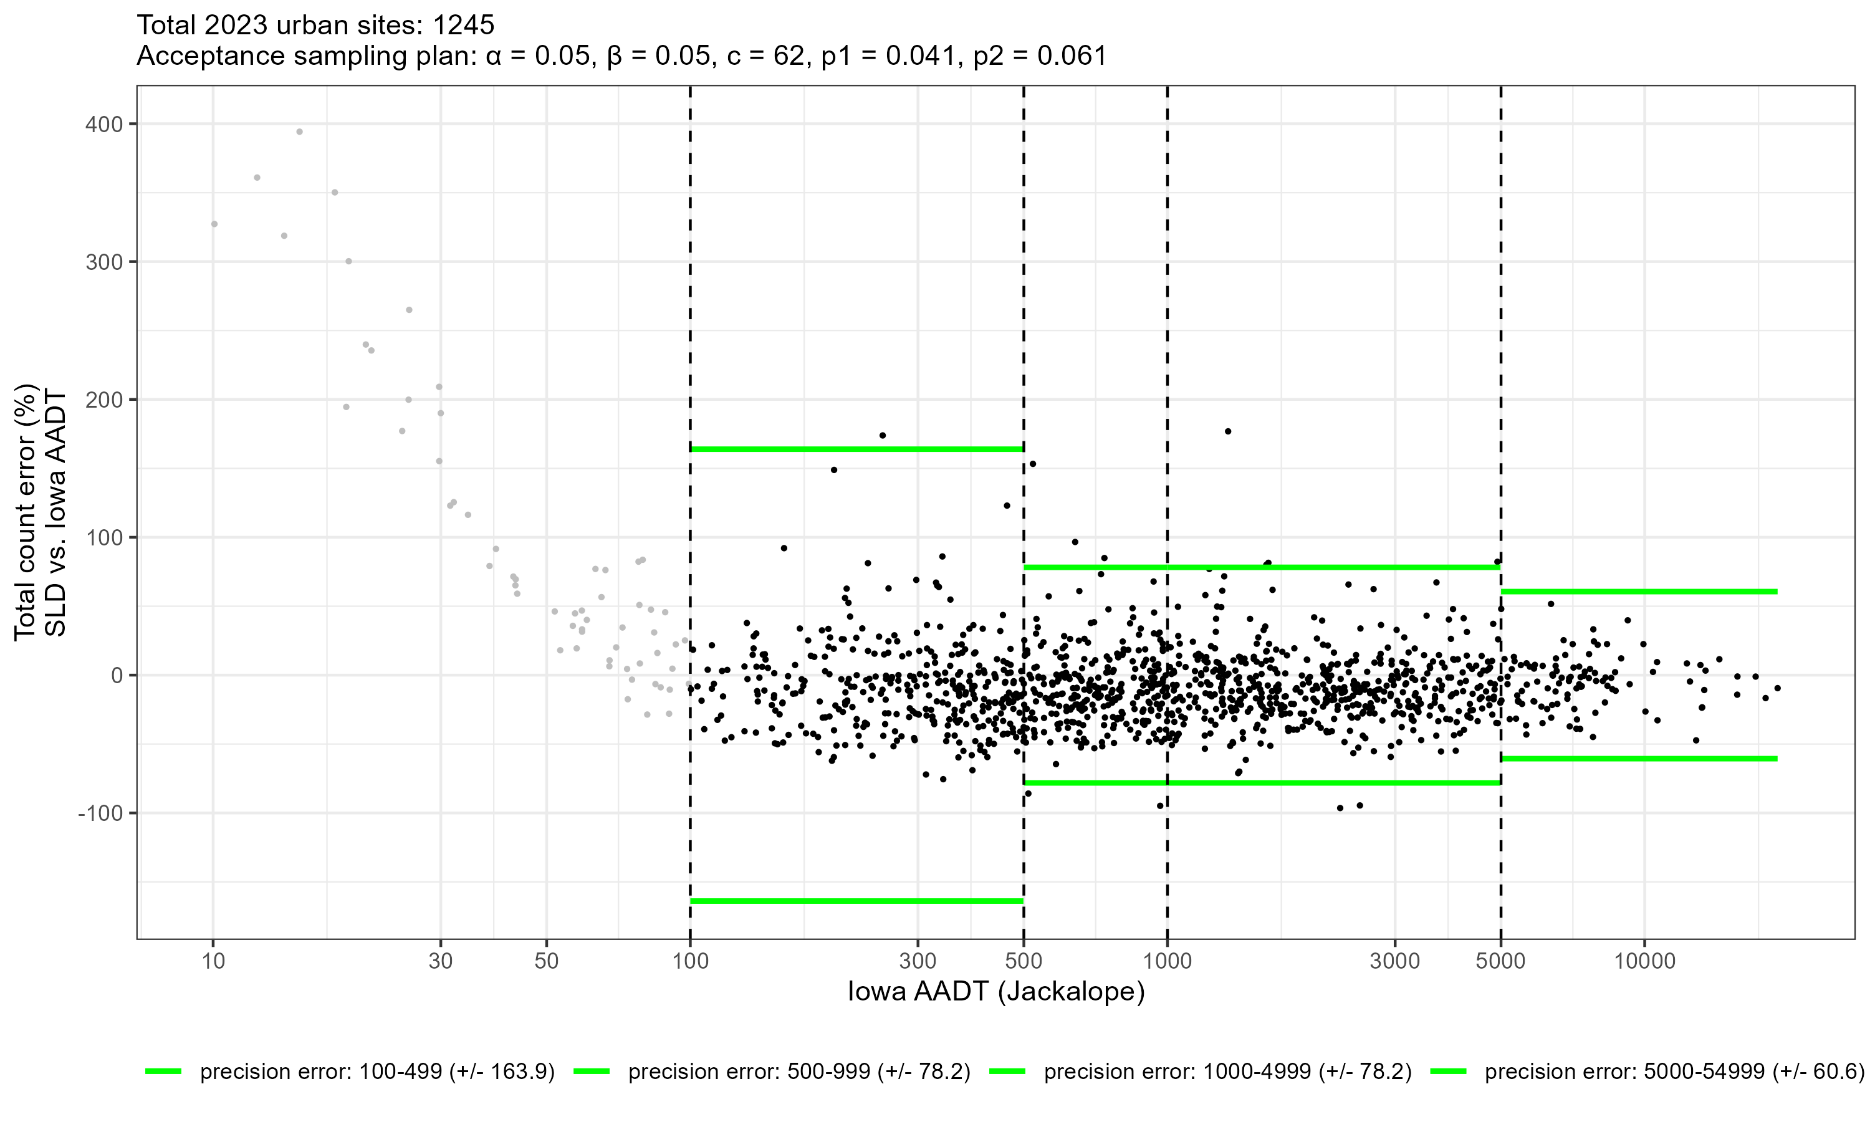 Total 2023 urban sites: 1245
Acceptance sampling plan: α = 0.05, β = 0.05, c = 62, p1 = 0.041, p2 = 0.061
Total count error (%)
SLD vs. Iowa AADT
400
300
200
100
0
-100
10 30 50 100 300 500 1000 3000 5000 10000
Iowa AADT (Jackalope)
precision error: 100-499 (+/- 163.9) precision error: 500-999 (+/- 78.2) precision error: 1000-4999 (+/- 78.2) precision error: 5000-54999 (+/- 60.6)